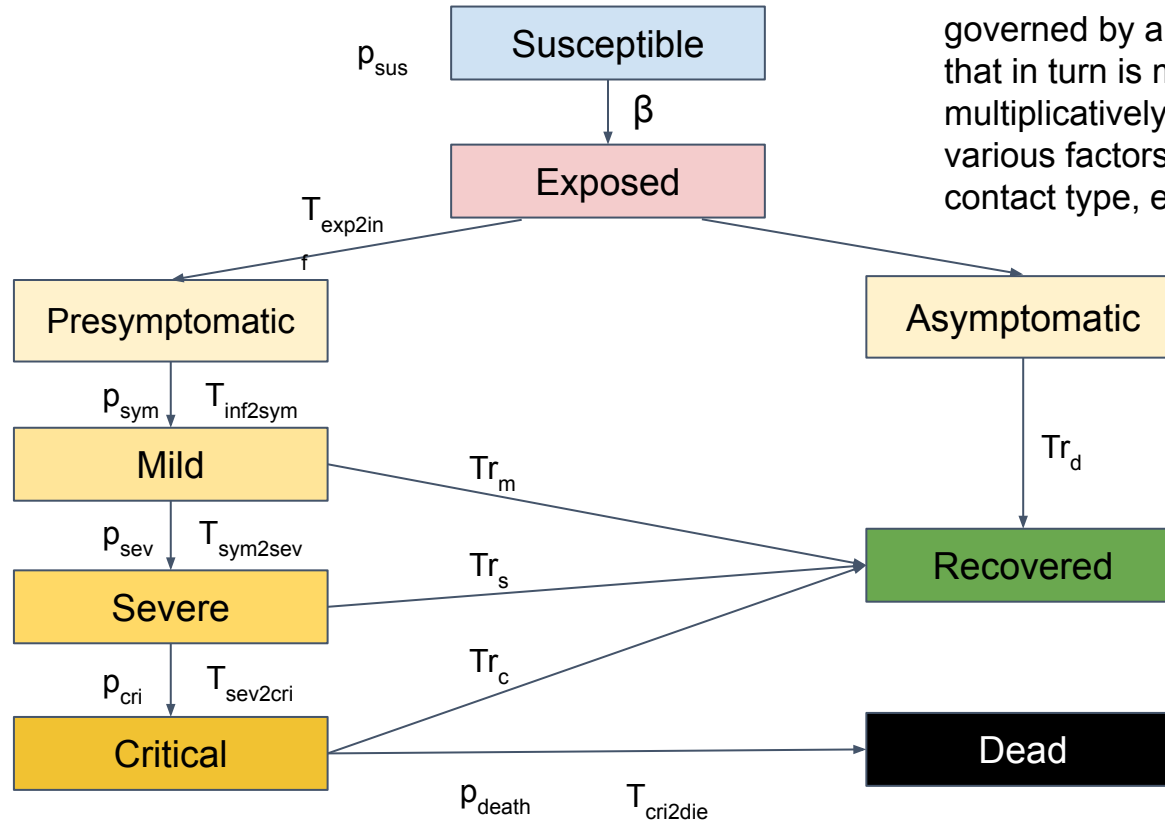 Susceptible
p_sus
β
Exposed
governed by a
that in turn is m
multiplicatively
various factors
contact type, e
T_exp2in
f
Presymptomatic
Asymptomatic
p_sym T_inf2sym
Mild
Tr_m
Tr_d
p_sev T_sym2sev
Tr_s
Recovered
Severe
Tr_c
p_cri T_sev2cri
Critical
Dead
p_death T_cri2die